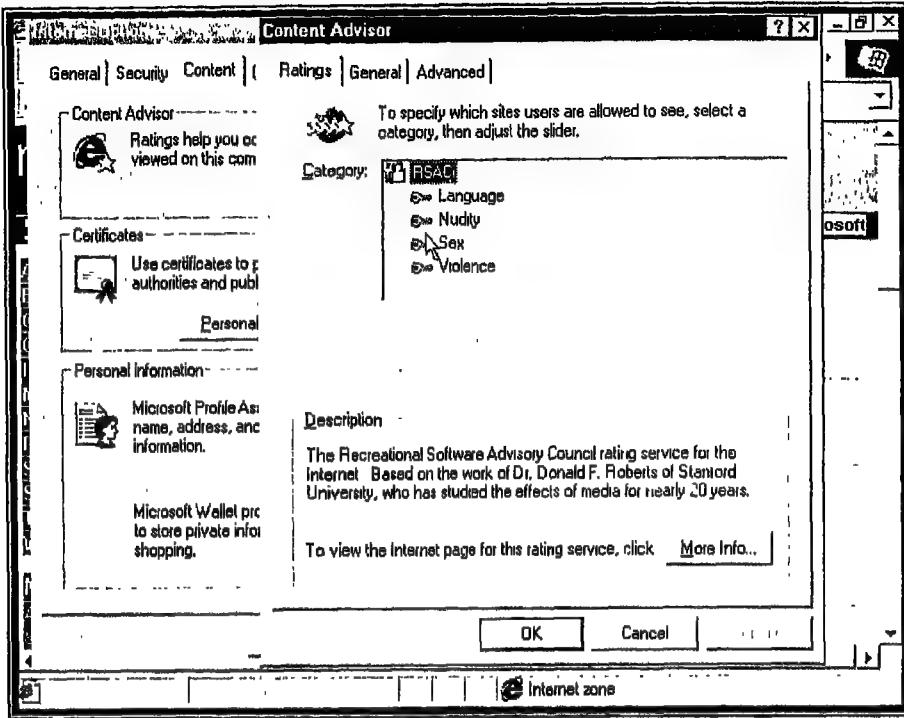 Content Advisor
General Security Content
Ratings General Advanced
Content Advisor
Ratings help you
viewed on this com
Certificates
Use certificates to
authorities and publ
Personal
Personal information
Microsoft Profile
name, address, and
information.
Microsoft Wallet
to store private
shopping.
To specify which sites users are allowed to see, select a
category, then adjust the slider.
Category: RSACi
Language
Nudity
Sex
Violence
Description
The Recreational Software Advisory Council rating service for the
Internet Based on the work of Dr. Donald F. Roberts of Stanford
University, who has studied the effects of media for nearly 20 years.
To view the Internet page for this rating service, click More Info...
OK Cancel
osoft
Internet zone